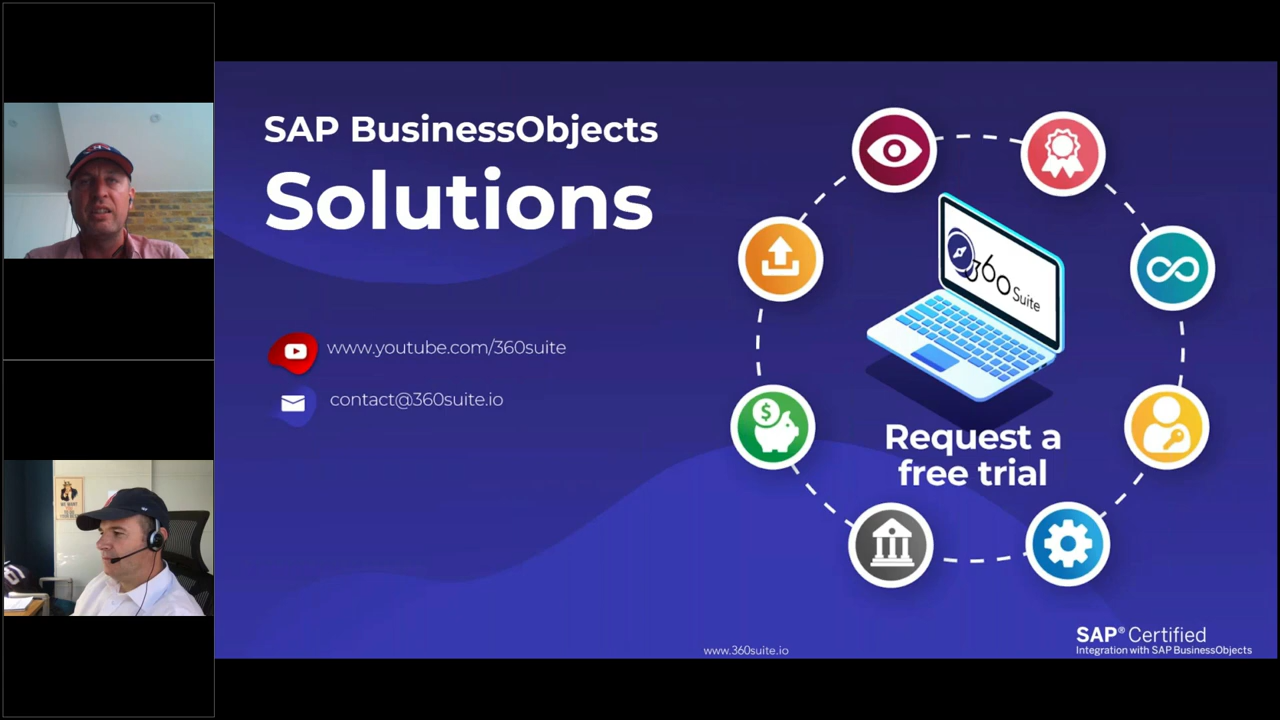 SAP BusinessObjects
Solutions
www.youtube.com/360suite
contact@360suite.io
360 Suite
Request a
free trial
www.360suite.io
SAP® Certified
Integration with SAP BusinessObjects